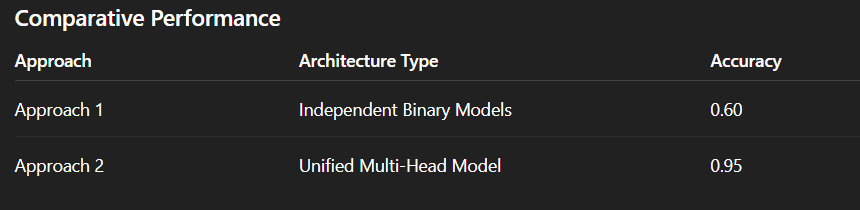 Comparative Performance
Approach Architecture Type Accuracy
Approach 1 Independent Binary Models 0.60
Approach 2 Unified Multi-Head Model 0.95